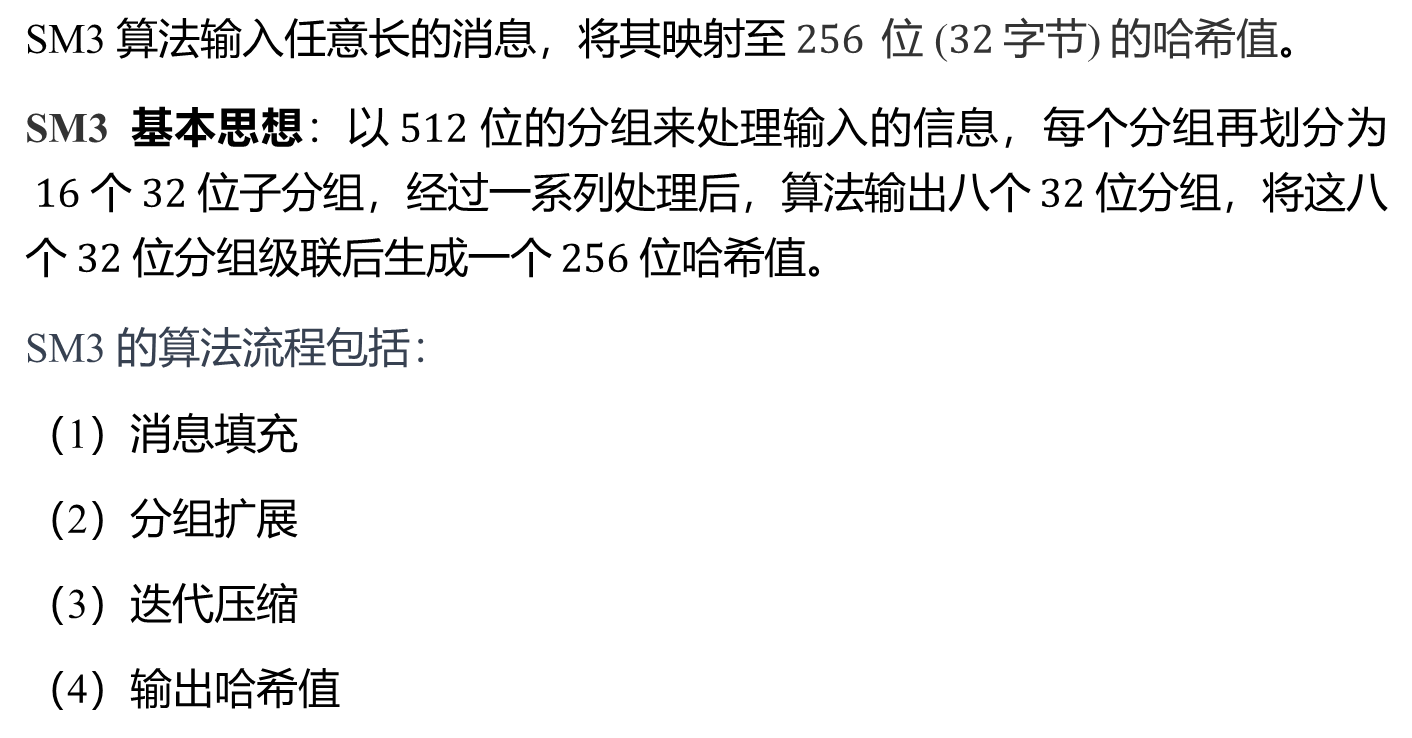 SM3 算法输入任意长的消息，将其映射至 256 位 (32 字节) 的哈希值。
SM3 基本思想：以 512 位的分组来处理输入的信息，每个分组再划分为
16 个 32 位子分组，经过一系列处理后，算法输出八个 32 位分组，将这八
个 32 位分组级联后生成一个 256 位哈希值。
SM3 的算法流程包括：
（1）消息填充
（2）分组扩展
（3）迭代压缩
（4）输出哈希值